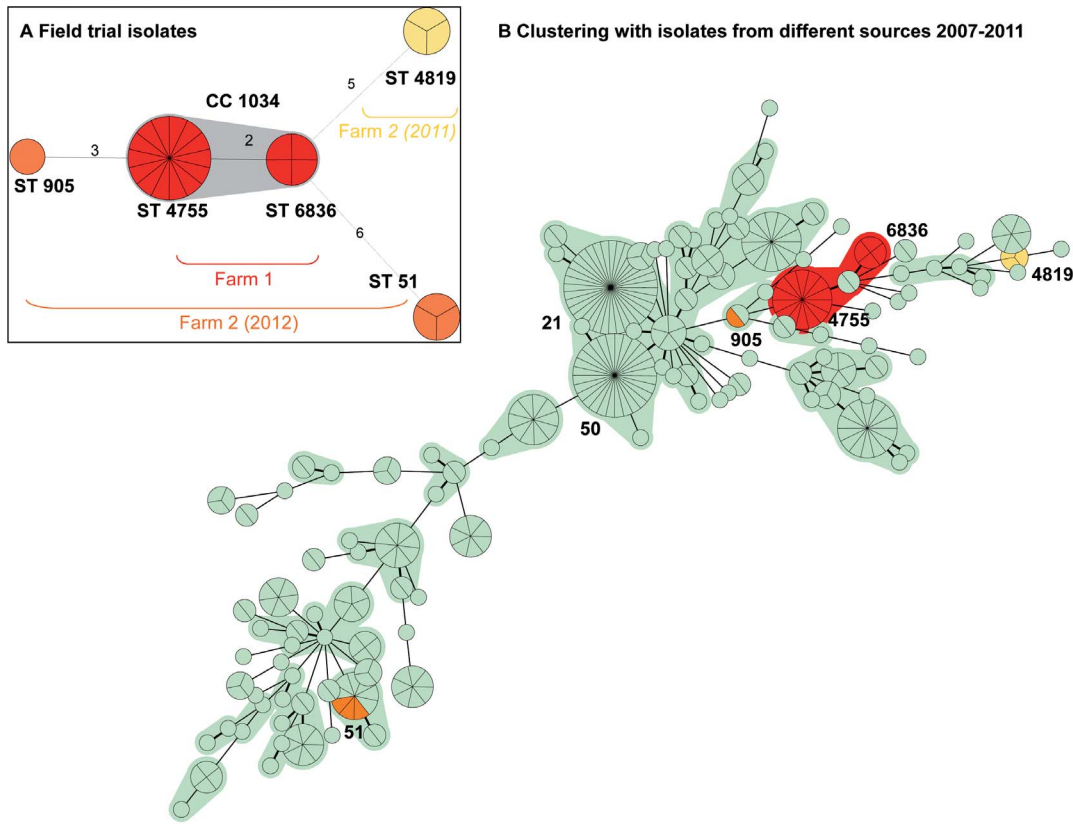 A Field trial isolates
ST 4819
5
CC 1034
Farm 2 (2011)
2
3
ST 905
ST 4755
ST 6836
6
Farm 1
ST 51
Farm 2 (2012)
B Clustering with isolates from different sources 2007-2011
6836
4819
21
4755
905
50
51